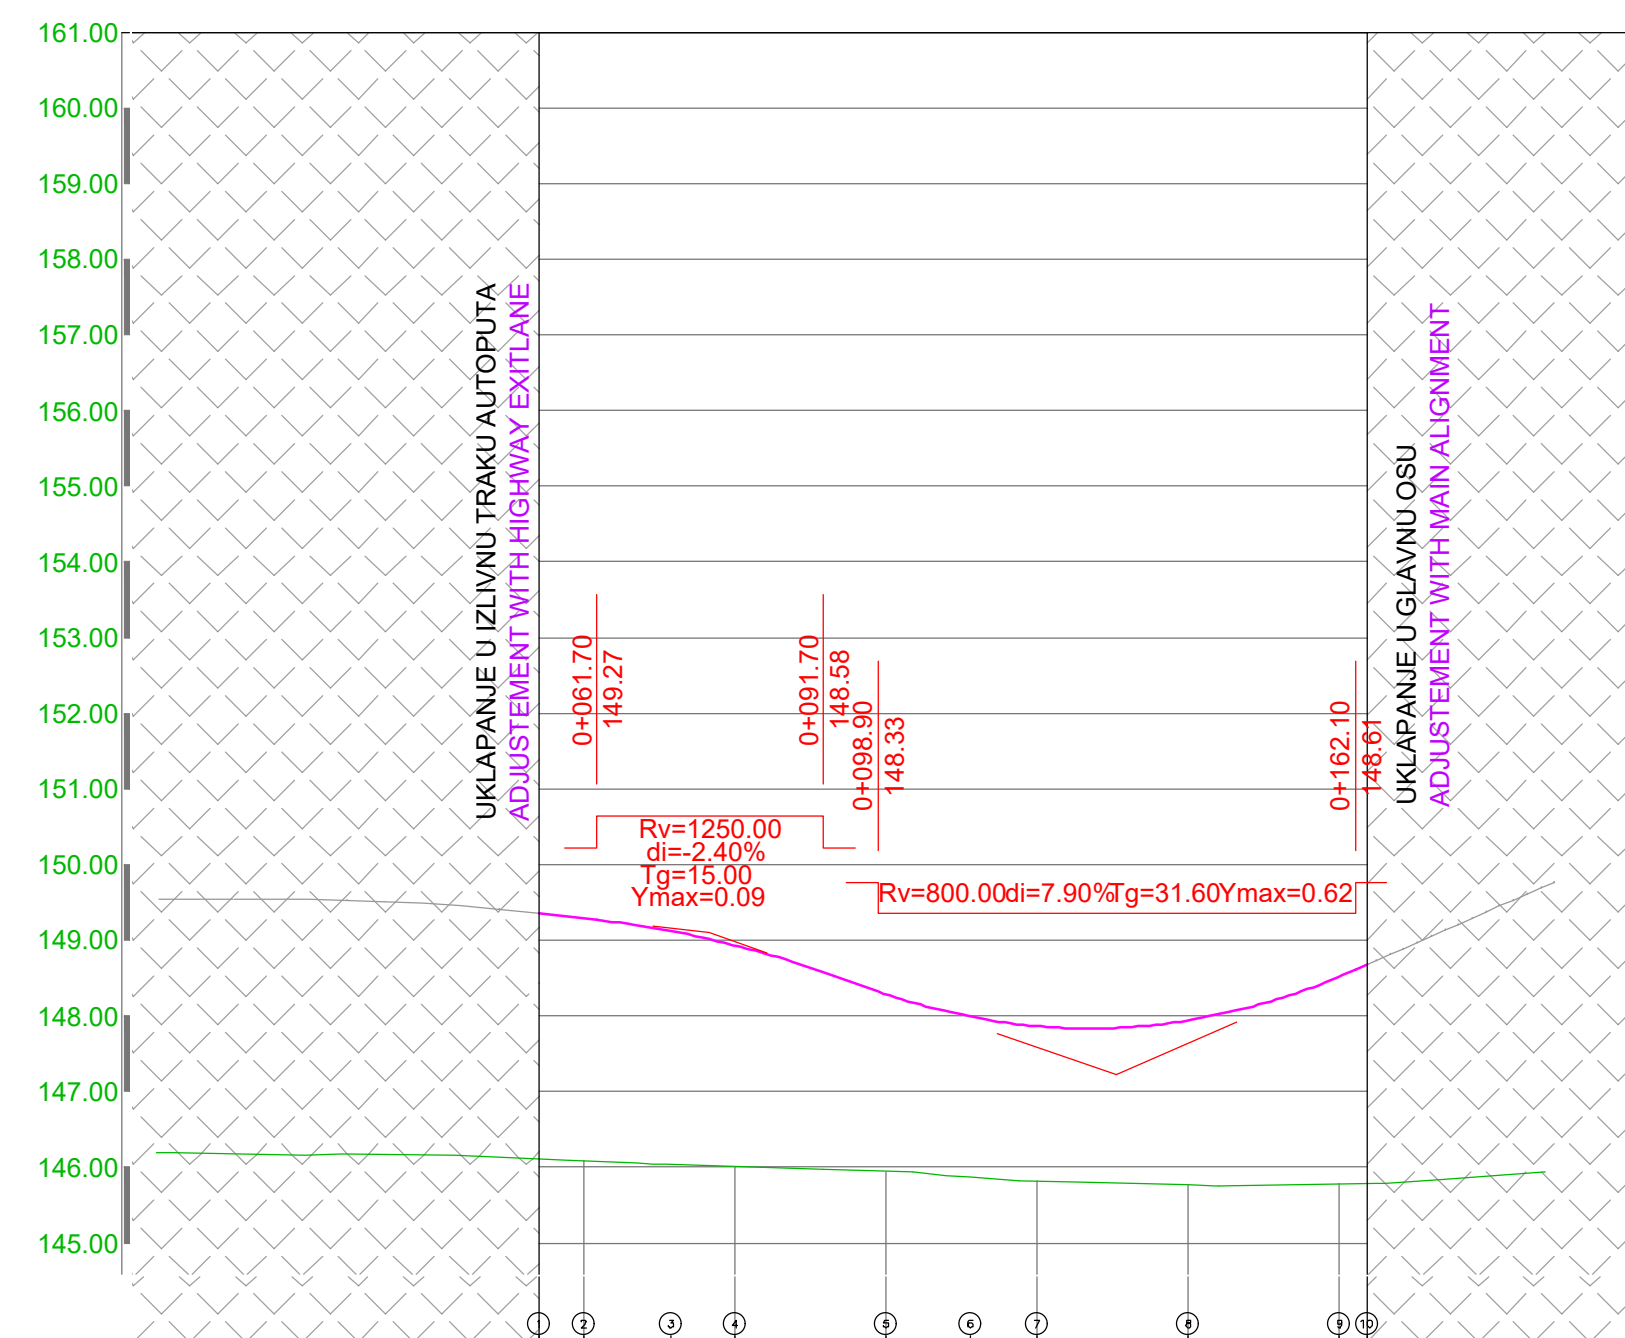 161.00
160.00
159.00
158.00
157.00
156.00
155.00
154.00
153.00
152.00
151.00
150.00
149.00
148.00
147.00
146.00
145.00
UKLAPANJE U IZLIVNU TRAKU AUTOPUTA
ADJUSTEMENT WITH HIGHWAY EXITLANE
0+061.70
149.27
0+091.70
148.58
0+098.90
148.33
0+162.10
148.61
Rv=1250.00
di=-2.40%
Tg=15.00
Ymax=0.09
Rv=800.00 di=7.90% Tg=31.60 Ymax=0.62
UKLAPANJE U GLAVNU OSU
ADJUSTEMENT WITH MAIN ALIGNMENT
1 2 3 4 5 6 7 8 9 10